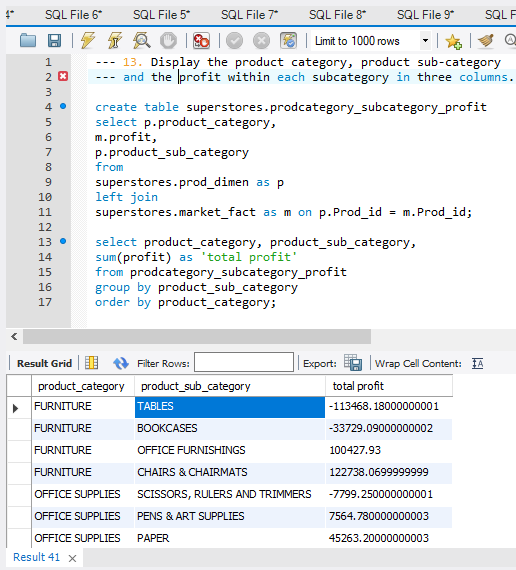 4* SQL File 6* SQL File 5* SQL File 7* SQL File 8* SQL File 9* SQL F
Limit to 1000 rows
1 --- 13. Display the product category, product sub-category
2 --- and the profit within each subcategory in three columns.
3
4 create table superstores.prodcategory_subcategory_profit
5 select p.product_category,
6 m.profit,
7 p.product_sub_category
8 from
9 superstores.prod_dimen as p
10 left join
11 superstores.market_fact as m on p.Prod_id = m.Prod_id;
12
13 select product_category, product_sub_category,
14 sum(profit) as 'total profit'
15 from prodcategory_subcategory_profit
16 group by product_sub_category
17 order by product_category;
Result Grid Filter Rows: Export: Wrap Cell Content: IA
product_category product_sub_category total profit
FURNITURE TABLES -113468.18000000001
FURNITURE BOOKCASES -33729.09000000002
FURNITURE OFFICE FURNISHINGS 100427.93
FURNITURE CHAIRS & CHAIRMATS 122738.0699999999
OFFICE SUPPLIES SCISSORS, RULERS AND TRIMMERS -7799.250000000001
OFFICE SUPPLIES PENS & ART SUPPLIES 7564.780000000003
OFFICE SUPPLIES PAPER 45263.20000000003
Result 41